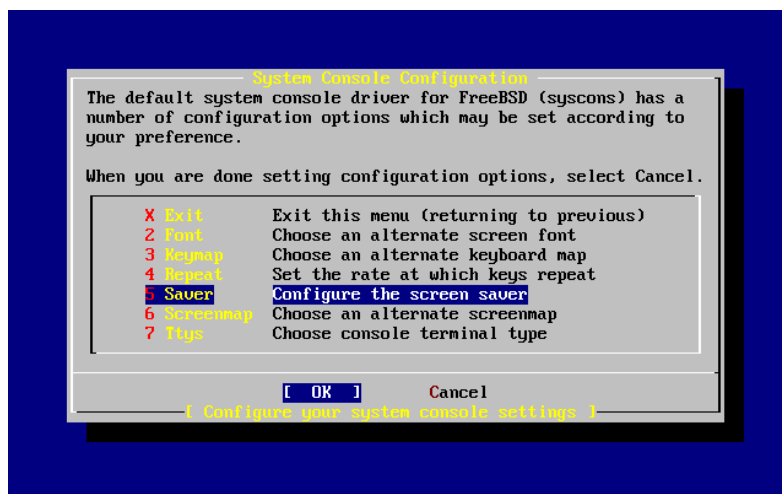 System Console Configuration
The default system console driver for FreeBSD (syscons) has a
number of configuration options which may be set according to
your preference.
When you are done setting configuration options, select Cancel.
X Exit Exit this menu (returning to previous)
2 Font Choose an alternate screen font
3 Keymap Choose an alternate keyboard map
4 Repeat Set the rate at which keys repeat
5 Saver Configure the screen saver
6 Screenmap Choose an alternate screenmap
7 Ttys Choose console terminal type
[ OK ] Cancel
[ Configure your system console settings ]